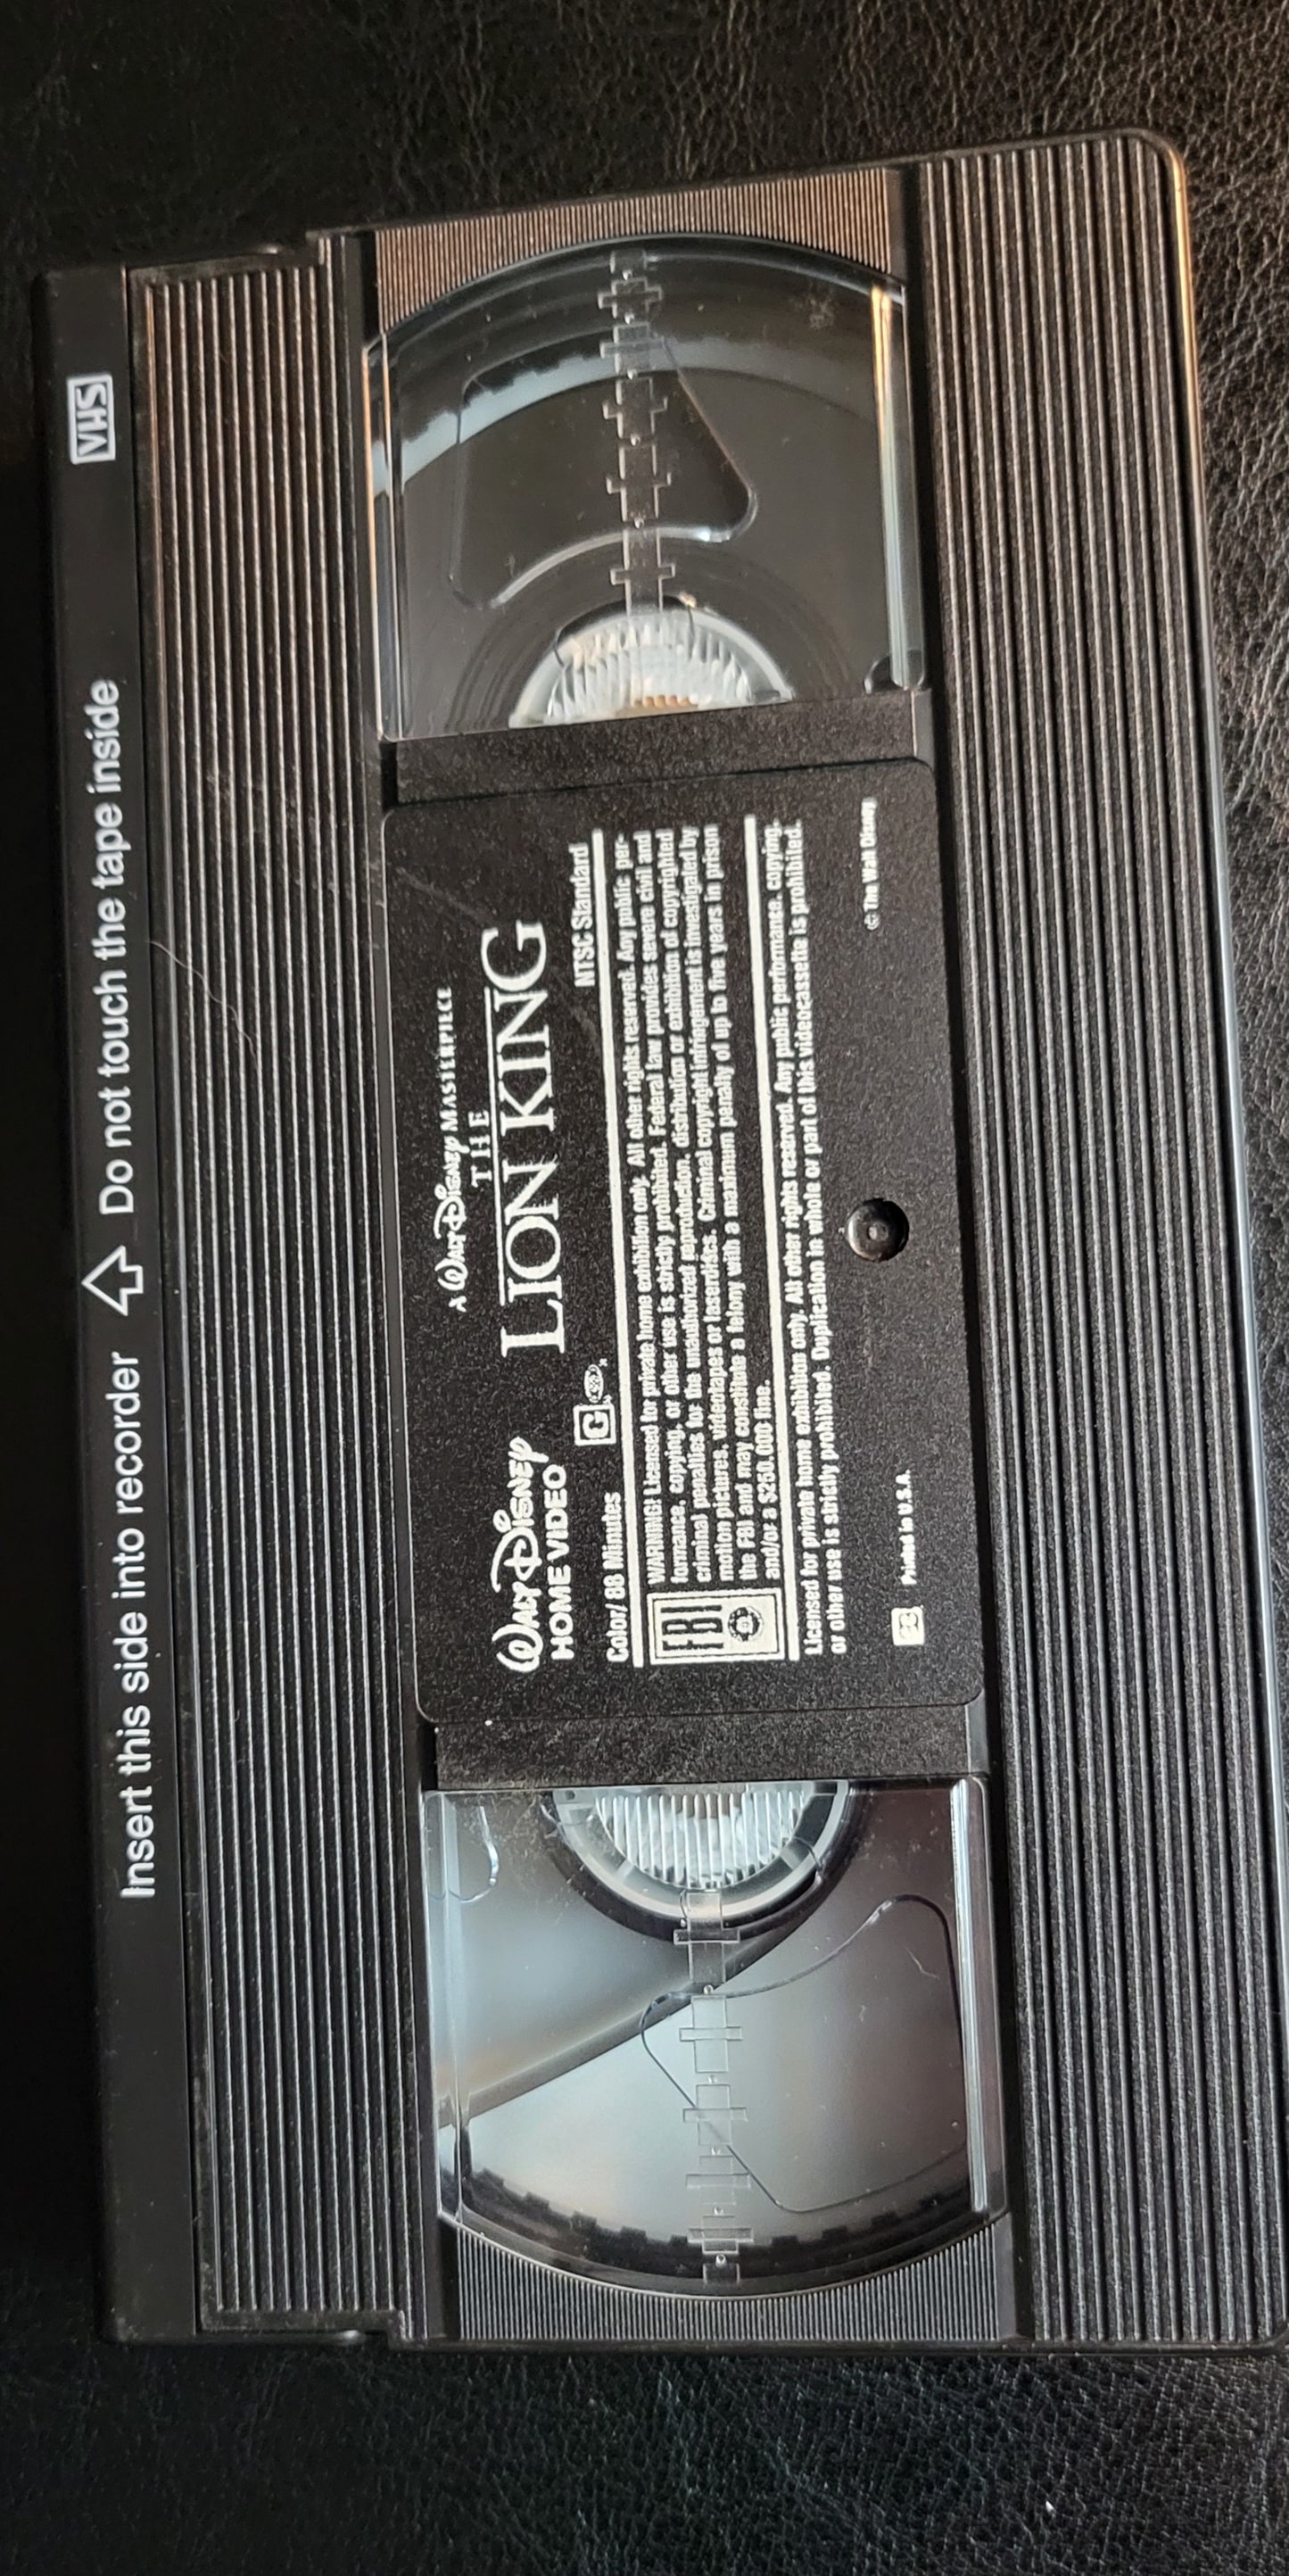 Insert this side into recorder Do not touch the tape inside VHS
A WALT DISNEY MASTERPIECE
THE
LION KING
WALT DISNEY
HOME VIDEO
G
Color/ 88 Minutes NTSC Standard
FBI
WARNING! Licensed for private home exhibition only. All other rights reserved. Any public per-
formance, copying, or other use is strictly prohibited. Federal law provides severe civil and
criminal penalties for the unauthorized reproduction, distribution or exhibition of copyrighted
motion pictures, videotapes or laserdiscs. Criminal copyright infringement is investigated by
the FBI and may constitute a felony with a maximum penalty of up to five years in prison
and/or a $250,000 fine.
Licensed for private home exhibition only. All other rights reserved. Any public performance, copying,
or other use is strictly prohibited. Duplication in whole or part of this videocassette is prohibited.
Printed in U.S.A. © The Walt Disney